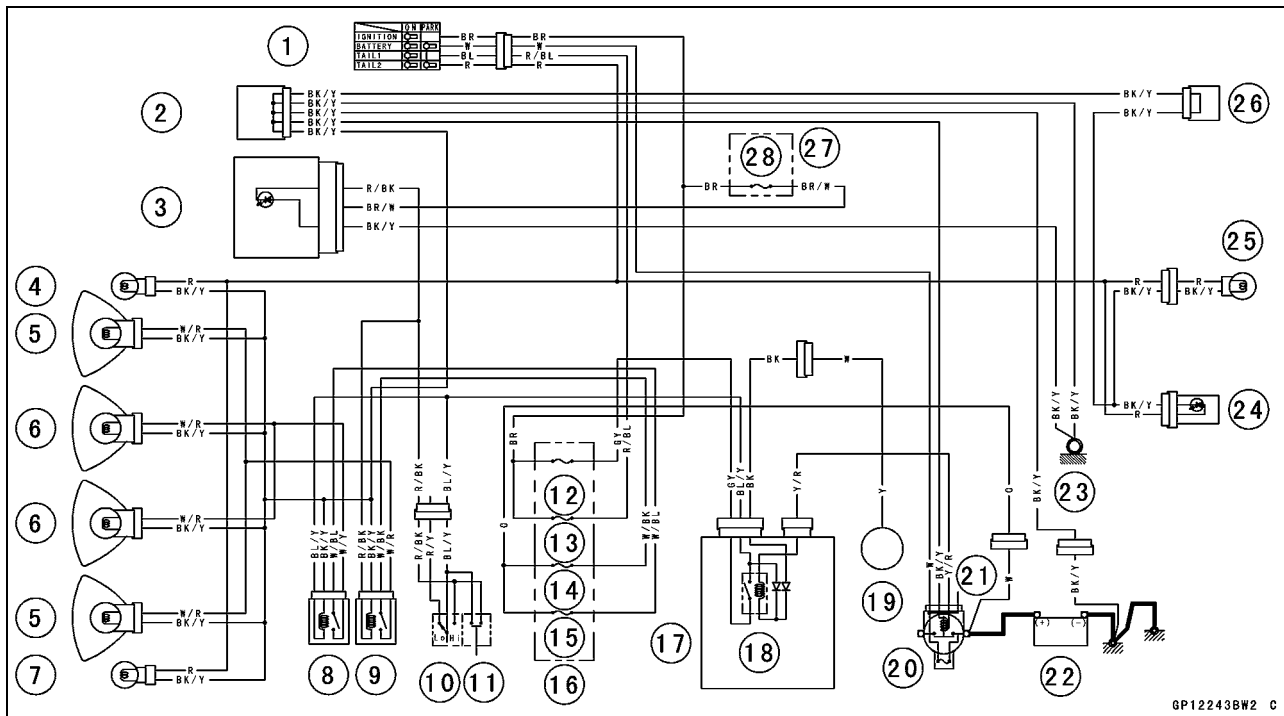 ON PARK
IGNITION
BATTERY
TAIL1
TAIL2
BR BR
W W
BL R/BL
R R
1
2
BK/Y
BK/Y
BK/Y
BK/Y
BK/Y
BK/Y
BK/Y
26
28
27
BR BR/W
3
R/BK
BR/W
BK/Y
25
4
R
BK/Y
R R
BK/Y BK/Y
5
W/R
BK/Y
BK W
BK/Y
BK/Y
24
BK/Y
R
6
W/R
BK/Y
BR
GY
R/BL
23
R/BK
BL/Y
12
GY
BL/Y
BK
Y/R
Y
BK/Y
O
6
W/R
BK/Y
O
W/BK
W/BL
13
BL/Y
BK/Y
W/BL
W/Y
R/BK
BK/Y
W/BK
W/R
R/BK
R/Y
BL/Y
14
19
W
BK/Y
Y/R
21
W
BK/Y
5
W/R
BK/Y
Lo Hi
15
17
18
20
(+) (-)
22
7
R
BK/Y
8
9
10
11
16
GP12243BW2 C